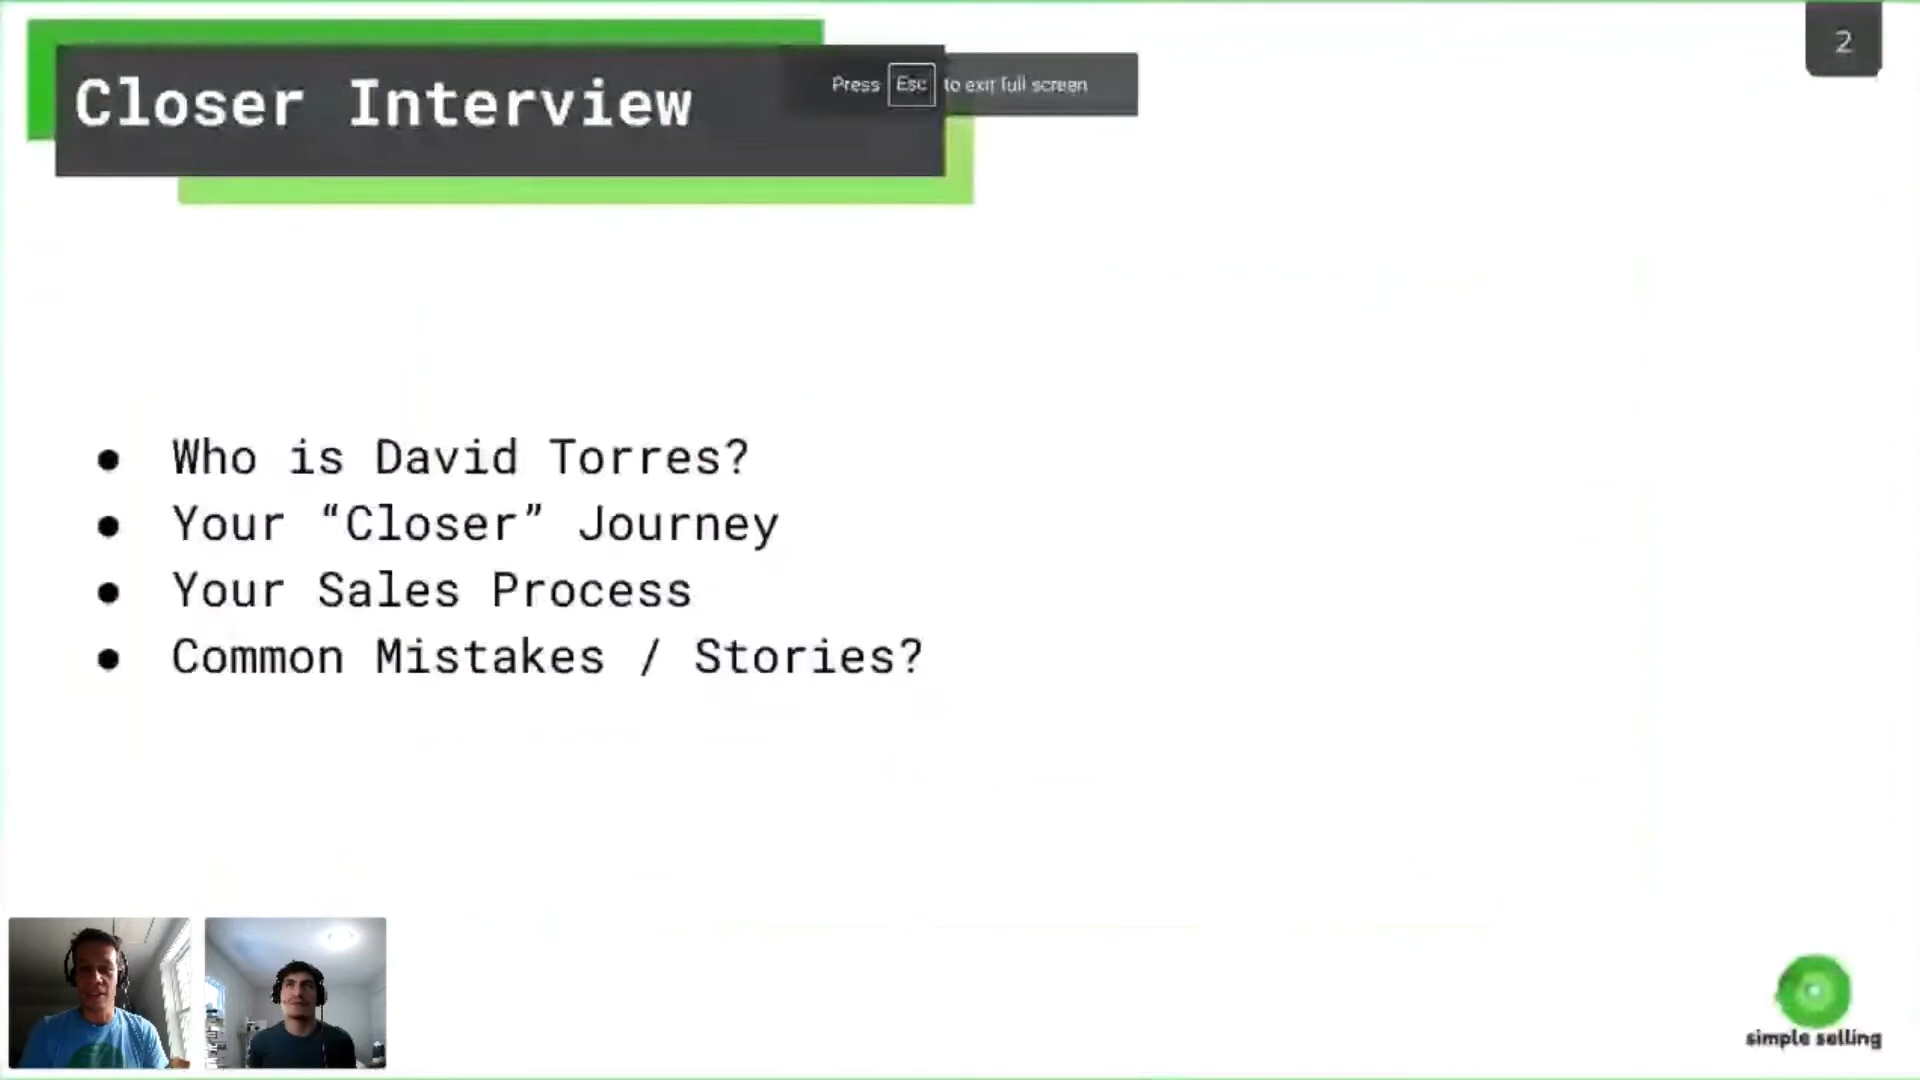 2
Closer Interview
Press Esc to exit full screen
● Who is David Torres?
● Your “Closer” Journey
● Your Sales Process
● Common Mistakes / Stories?
simple selling